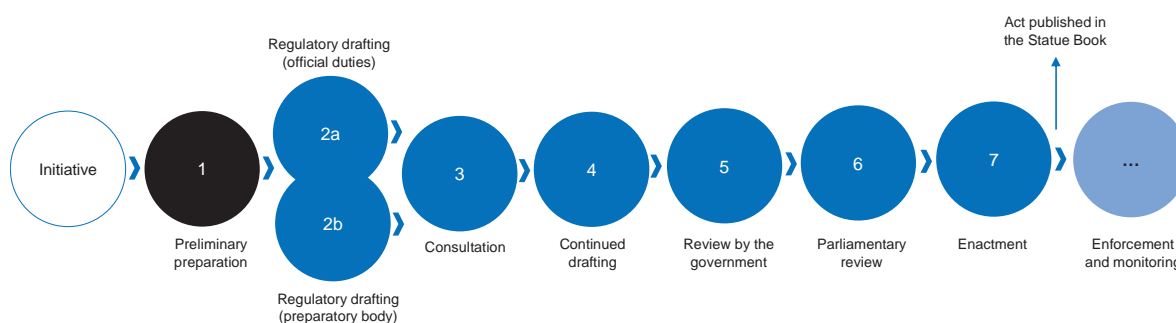 Act published in
the Statue Book
Regulatory drafting
(official duties)
Initiative
1
2a
2b
3
4
5
6
7
...
Preliminary
preparation
Regulatory drafting
(preparatory body)
Consultation
Continued
drafting
Review by the
government
Parliamentary
review
Enactment
Enforcement
and monitoring